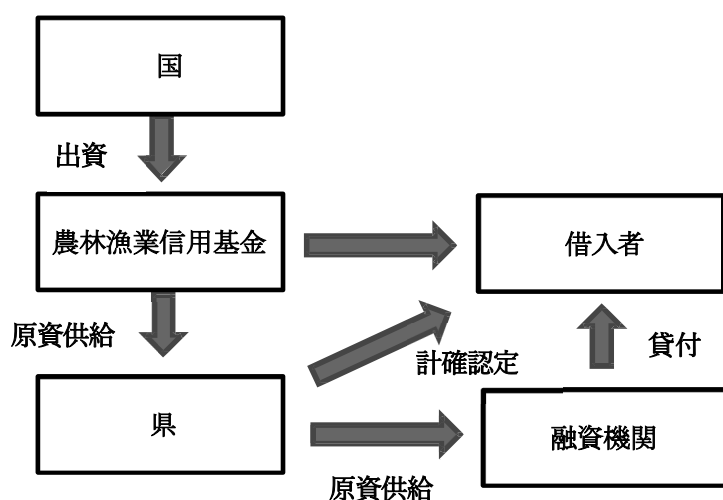 国
出資
農林漁業信用基金
借入者
原資供給
計確認定
貸付
県
融資機関
原資供給